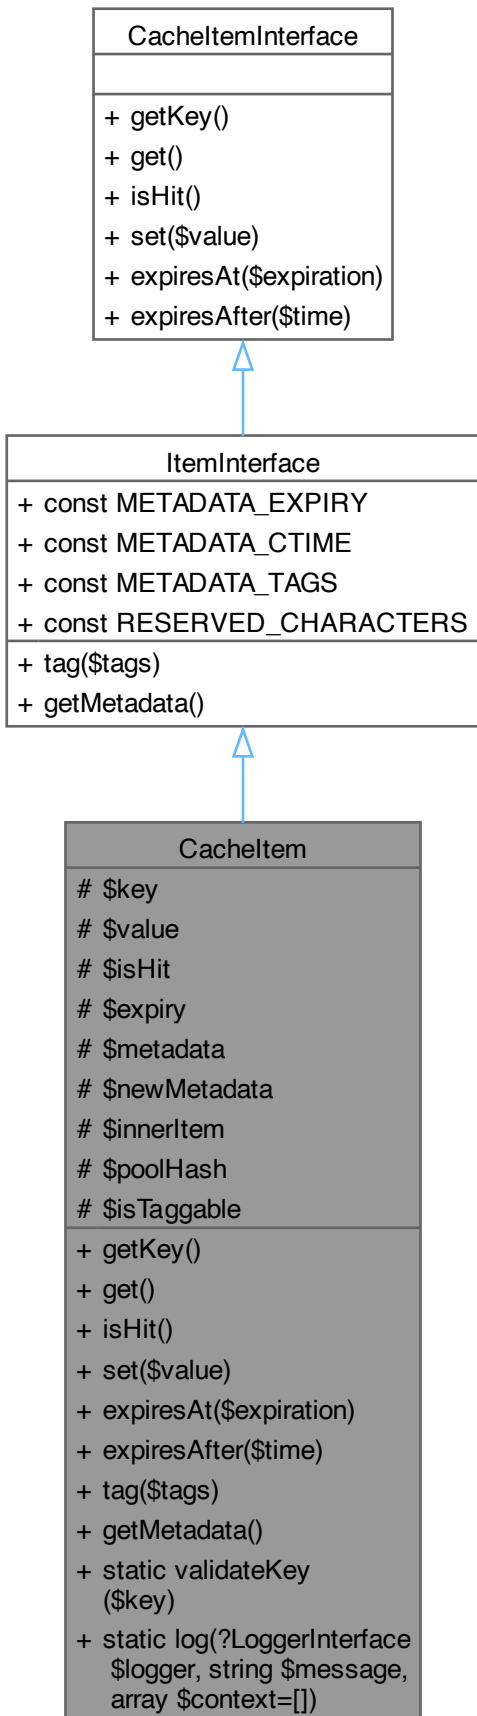 CacheItemInterface
+ getKey()
+ get()
+ isHit()
+ set($value)
+ expiresAt($expiration)
+ expiresAfter($time)
ItemInterface
+ const METADATA_EXPIRY
+ const METADATA_CTIME
+ const METADATA_TAGS
+ const RESERVED_CHARACTERS
+ tag($tags)
+ getMetadata()
CacheItem
# $key
# $value
# $isHit
# $expiry
# $metadata
# $newMetadata
# $innerItem
# $poolHash
# $isTaggable
+ getKey()
+ get()
+ isHit()
+ set($value)
+ expiresAt($expiration)
+ expiresAfter($time)
+ tag($tags)
+ getMetadata()
+ static validateKey
($key)
+ static log(?LoggerInterface
$logger, string $message,
array $context=[])